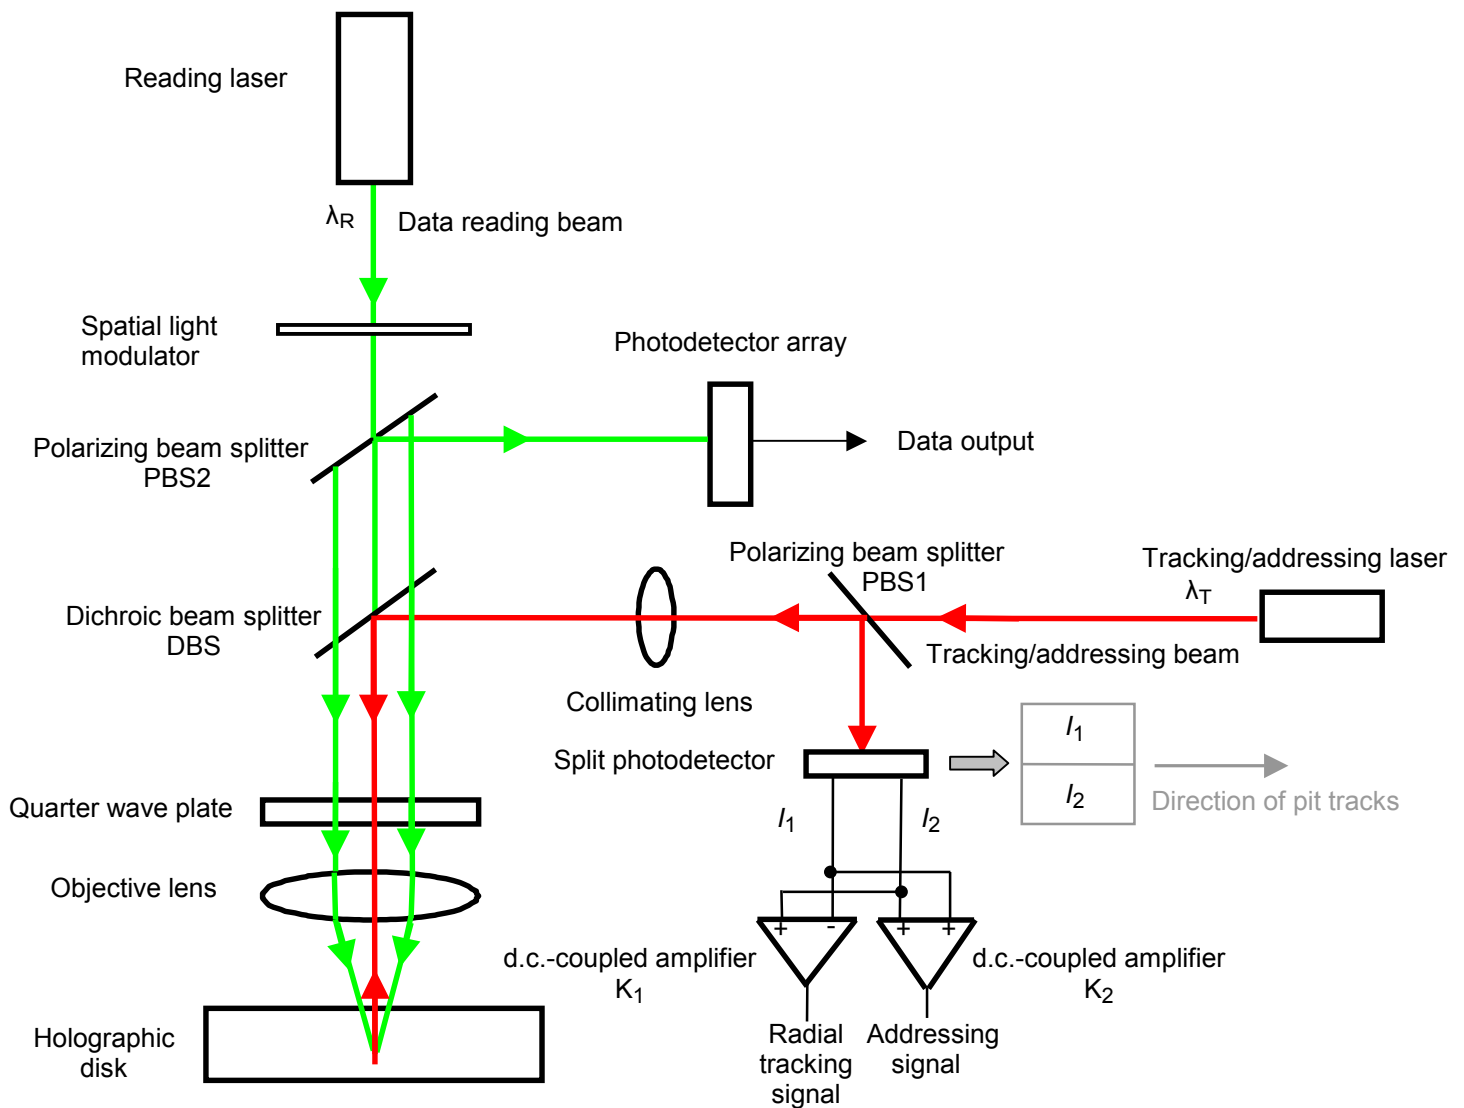 Reading laser
λR
Data reading beam
Spatial light
modulator
Photodetector array
Polarizing beam splitter
PBS2
Data output
Polarizing beam splitter
PBS1
Tracking/addressing laser
λT
Dichroic beam splitter
DBS
Tracking/addressing beam
Collimating lens
Split photodetector
I1
I2
Direction of pit tracks
Quarter wave plate
I1
I2
Objective lens
+
-
+
+
d.c.-coupled amplifier
K1
d.c.-coupled amplifier
K2
Holographic
disk
Radial
tracking
signal
Addressing
signal